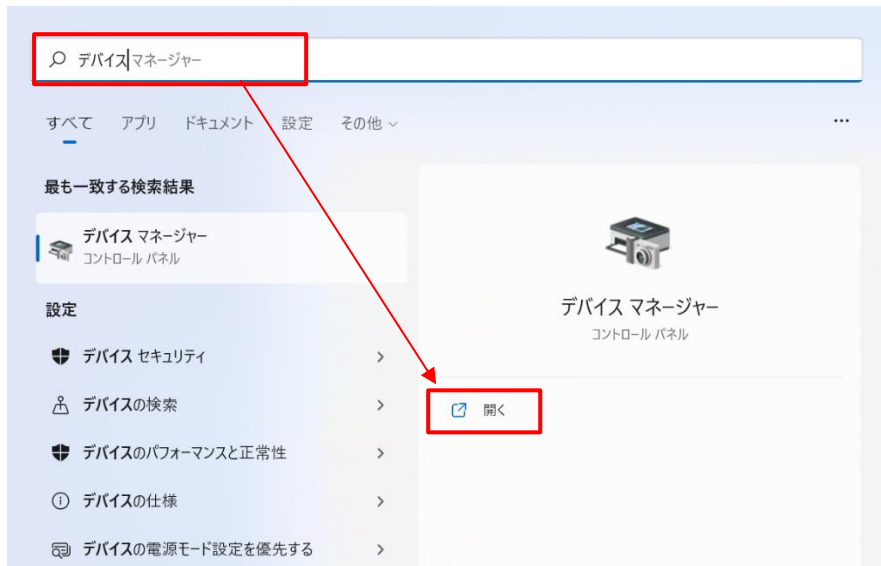 デバイスマネージャー
すべて アプリ ドキュメント 設定 その他
最も一致する検索結果
デバイス マネージャー
コントロール パネル
設定
デバイス セキュリティ
デバイスの検索
デバイスのパフォーマンスと正常性
デバイスの仕様
デバイスの電源モード設定を優先する
デバイス マネージャー
コントロール パネル
開く